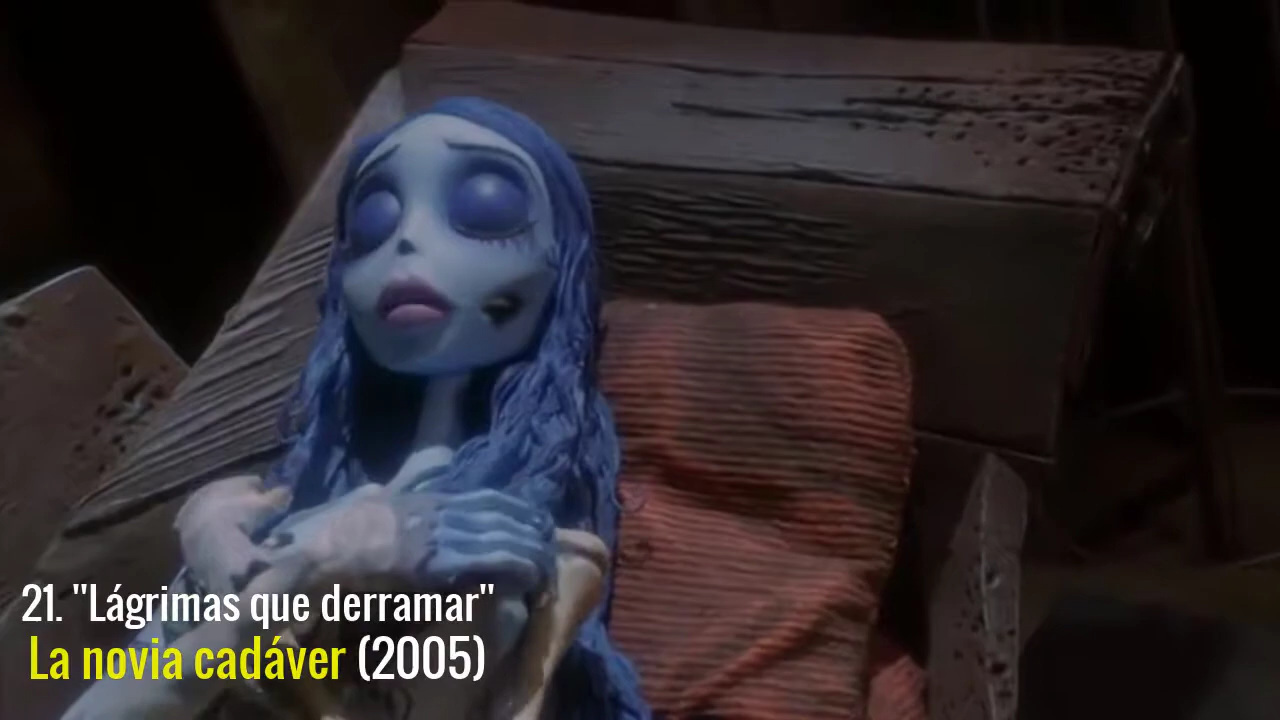 21. "Lágrimas que derramar"
La novia cadáver (2005)